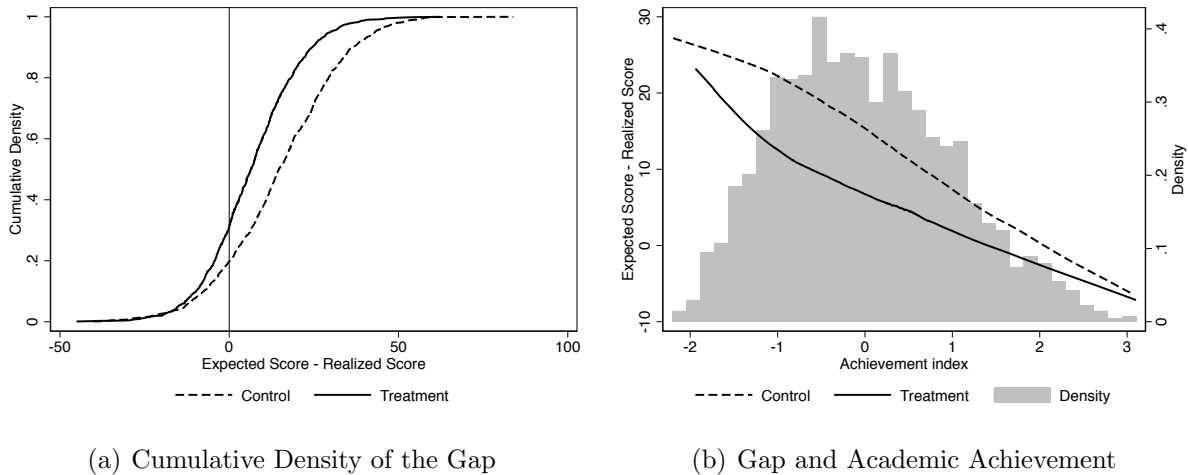 1
.8
.6
.4
.2
0
Cumulative Density
-50
0
50
100
Expected Score - Realized Score
Control
Treatment
(a) Cumulative Density of the Gap
30
20
10
0
-10
Expected Score - Realized Score
.4
.3
.2
.1
0
Density
-2
-1
0
1
2
3
Achievement index
Control
Treatment
Density
(b) Gap and Academic Achievement